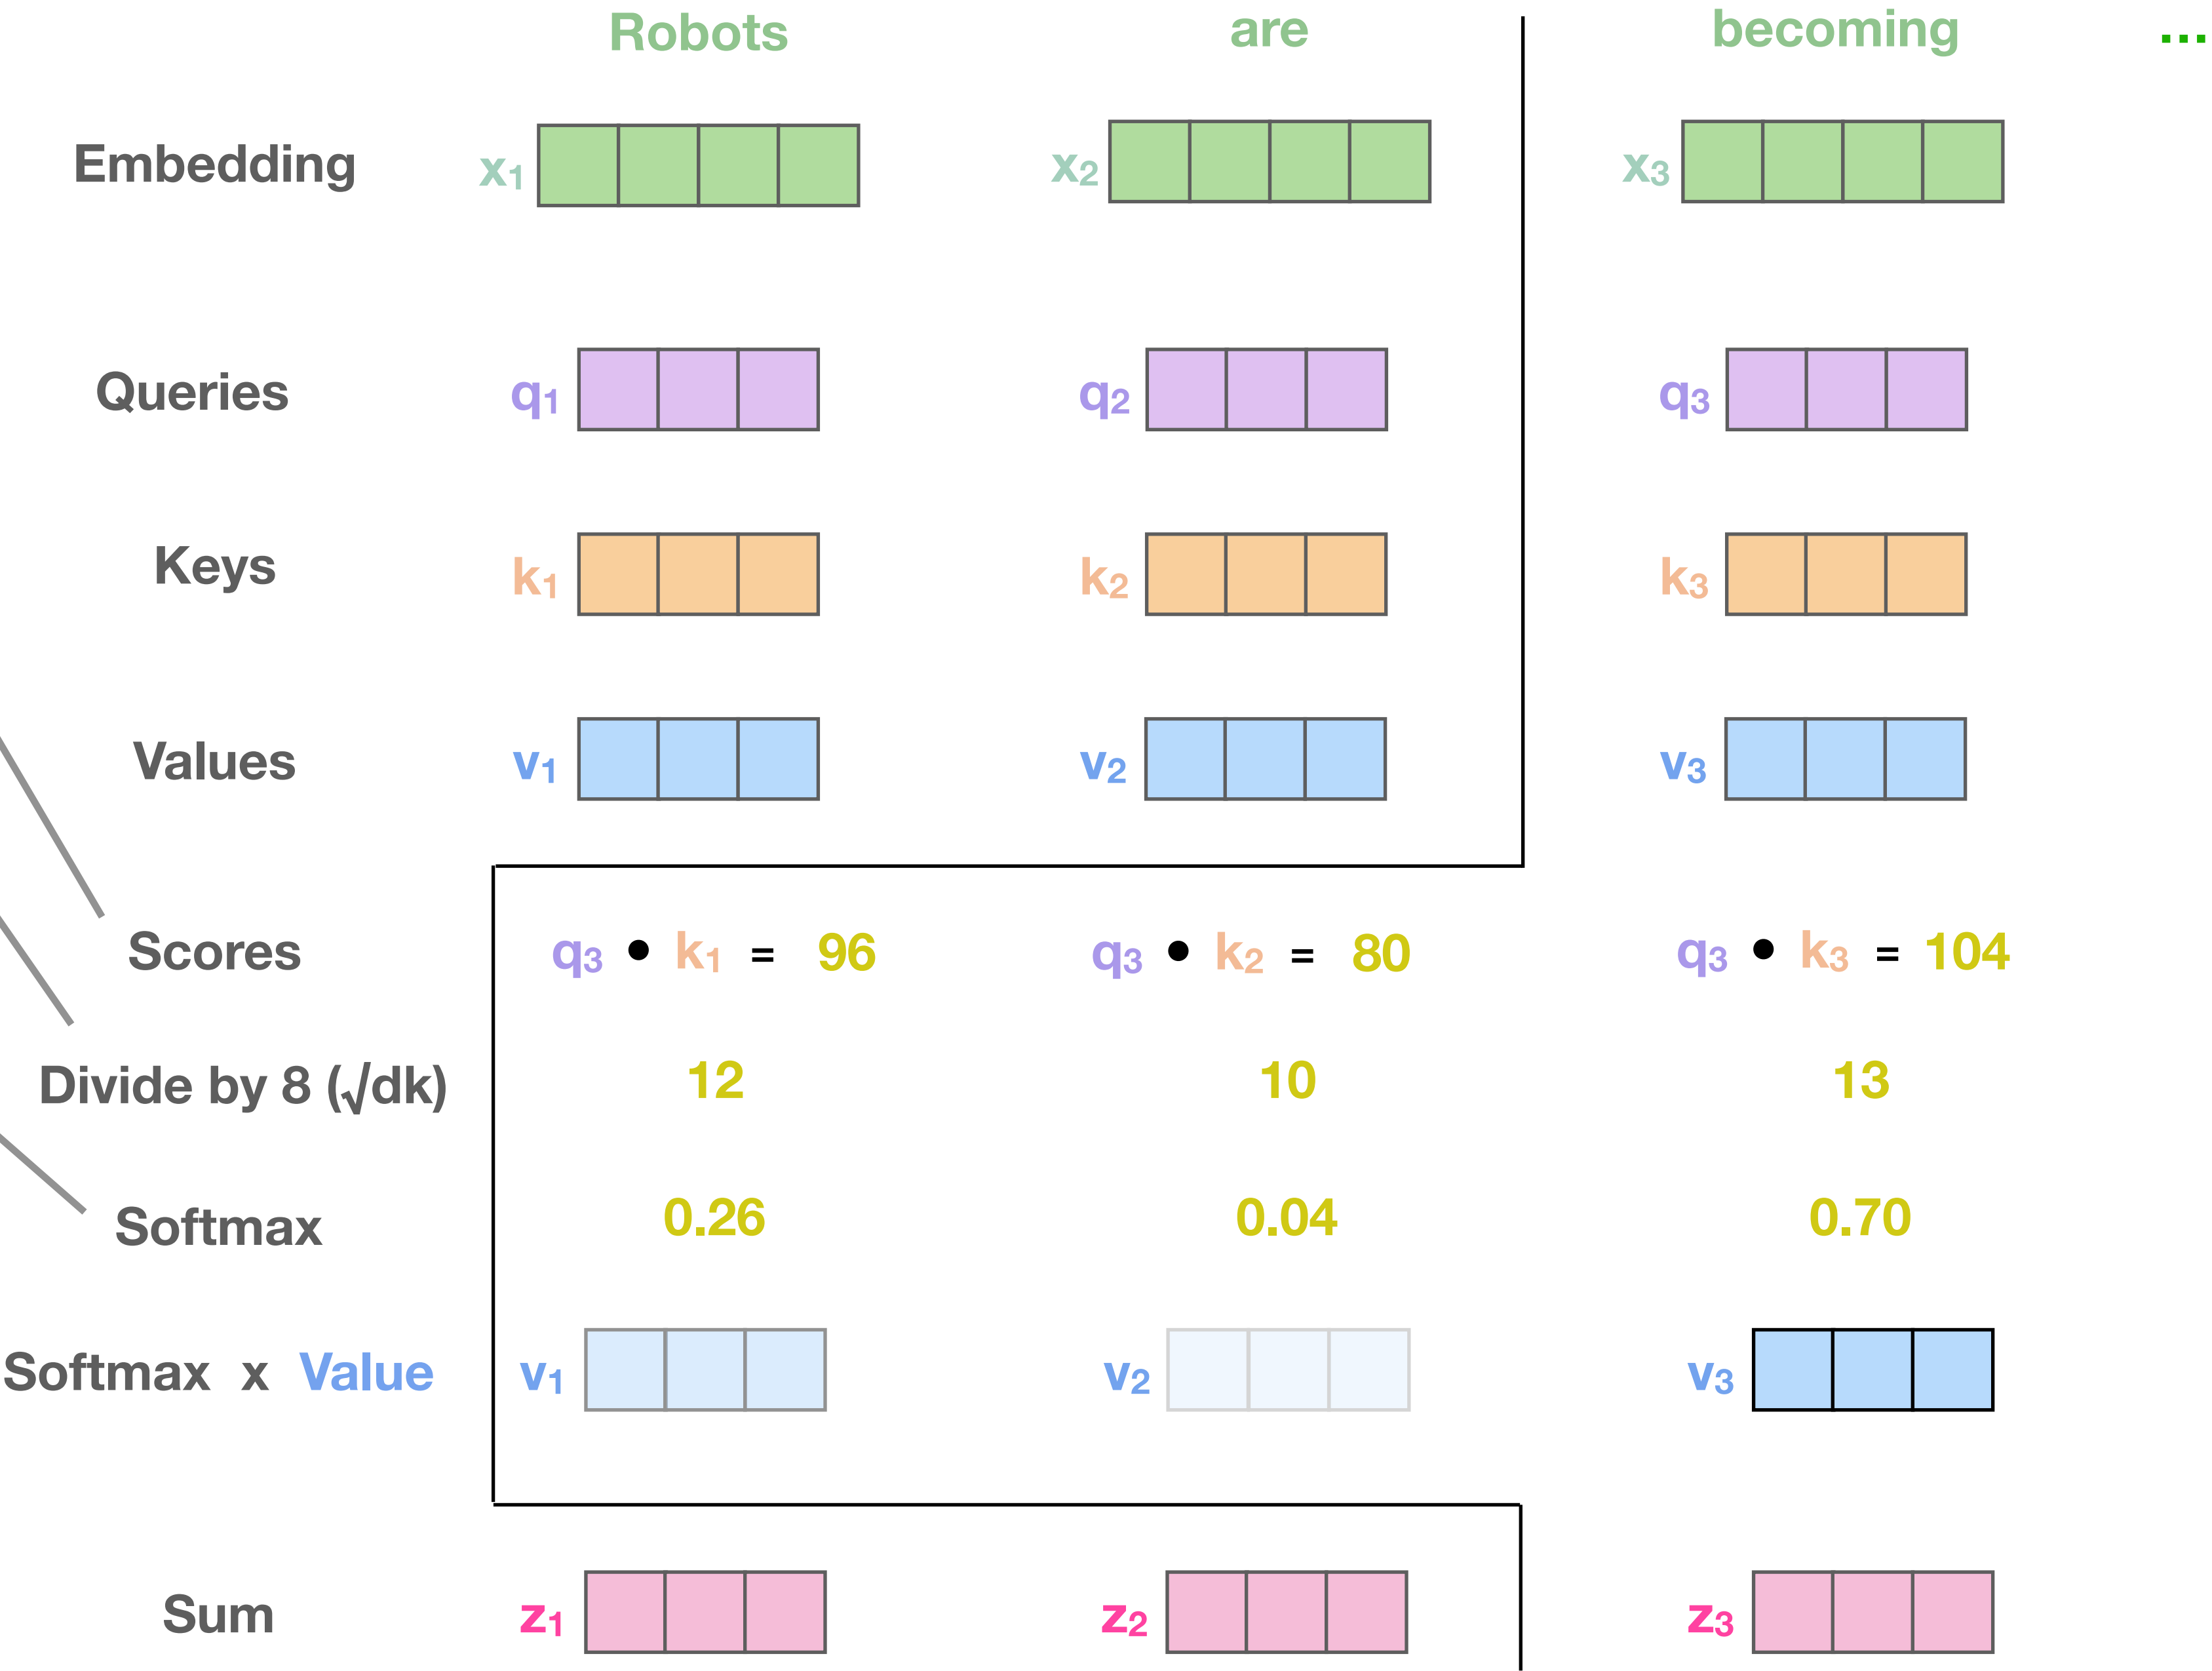 Robots are becoming ...
Embedding x1 x2 x3
Queries q1 q2 q3
Keys k1 k2 k3
Values v1 v2 v3
Scores q3 • k1 = 96 q3 • k2 = 80 q3 • k3 = 104
Divide by 8 (√dk) 12 10 13
Softmax 0.26 0.04 0.70
Softmax x Value v1 v2 v3
Sum z1 z2 z3